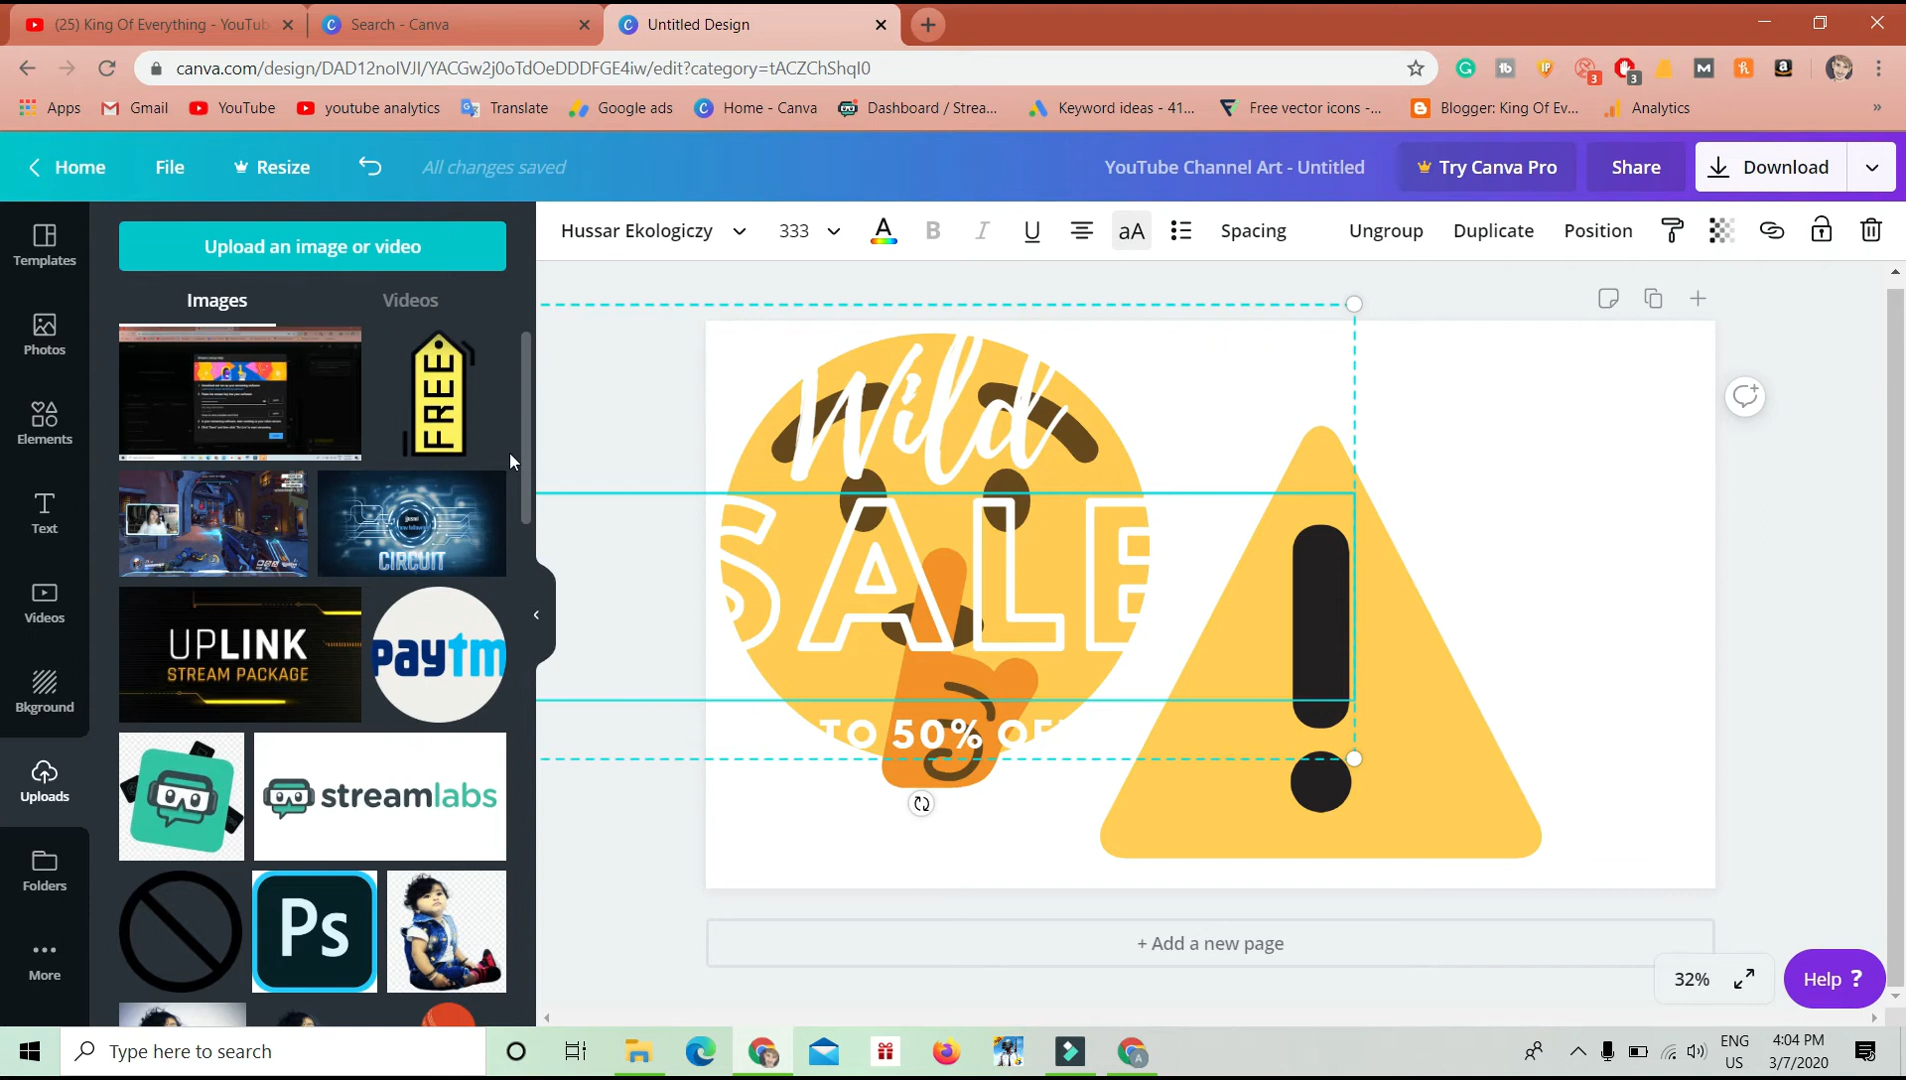 (25) King Of Everything - YouTub
Search - Canva
Untitled Design
canva.com/design/DAD12noIVJI/YACGw2j0oTdOeDDDFGE4iw/edit?category=tACZChShqI0
Apps
Gmail
YouTube
youtube analytics
Translate
Google ads
Home - Canva
Dashboard / Strea...
Keyword ideas - 41...
Free vector icons -...
Blogger: King Of Ev...
Analytics
Home
File
Resize
All changes saved
YouTube Channel Art - Untitled
Try Canva Pro
Share
Download
Hussar Ekologiczy
333
A
B
I
U
aA
Spacing
Ungroup
Duplicate
Position
Templates
Photos
Elements
Text
Videos
Bkground
Uploads
Folders
More
Upload an image or video
Images
Videos
FREE
CIRCUIT
UPLINK
STREAM PACKAGE
paytm
streamlabs
Ps
Wild
SALE
TO 50% OF
+ Add a new page
32%
Help ?
Type here to search
ENG
US
4:04 PM
3/7/2020